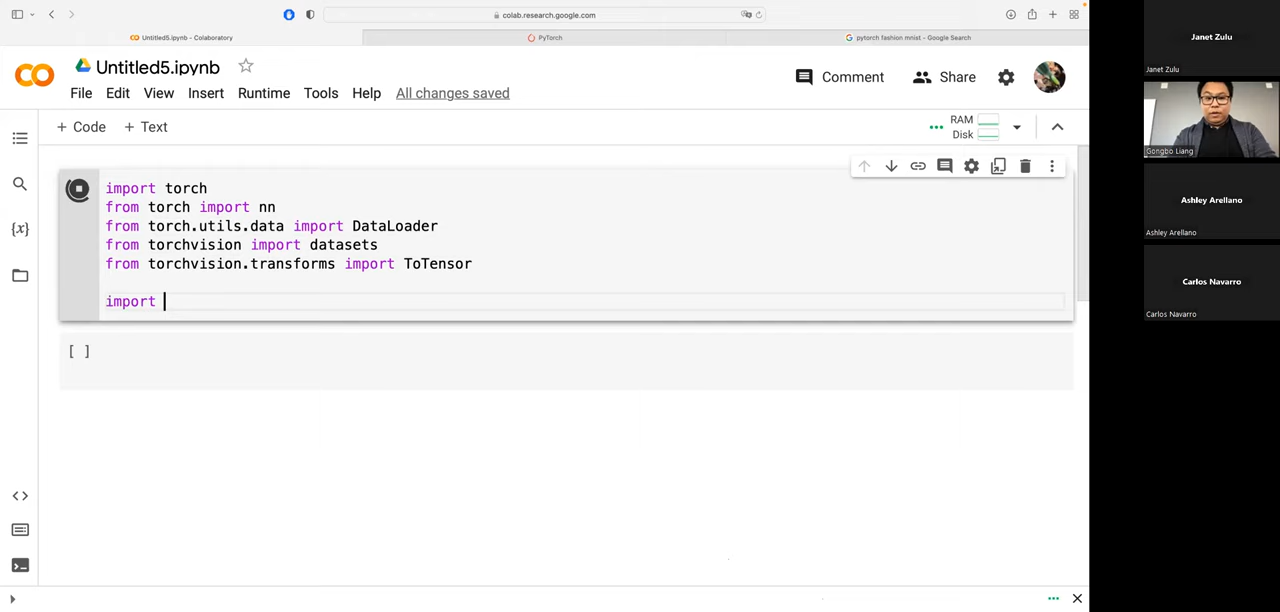 colab.research.google.com
Untitled5.ipynb - Colaboratory
PyTorch
pytorch fashion mnist - Google Search
Untitled5.ipynb
Comment
Share
File Edit View Insert Runtime Tools Help All changes saved
+ Code + Text
RAM
Disk
import torch
from torch import nn
from torch.utils.data import DataLoader
from torchvision import datasets
from torchvision.transforms import ToTensor
import
[ ]
{x}
Janet Zulu
Janet Zulu
Gongbo Liang
Ashley Arellano
Ashley Arellano
Carlos Navarro
Carlos Navarro